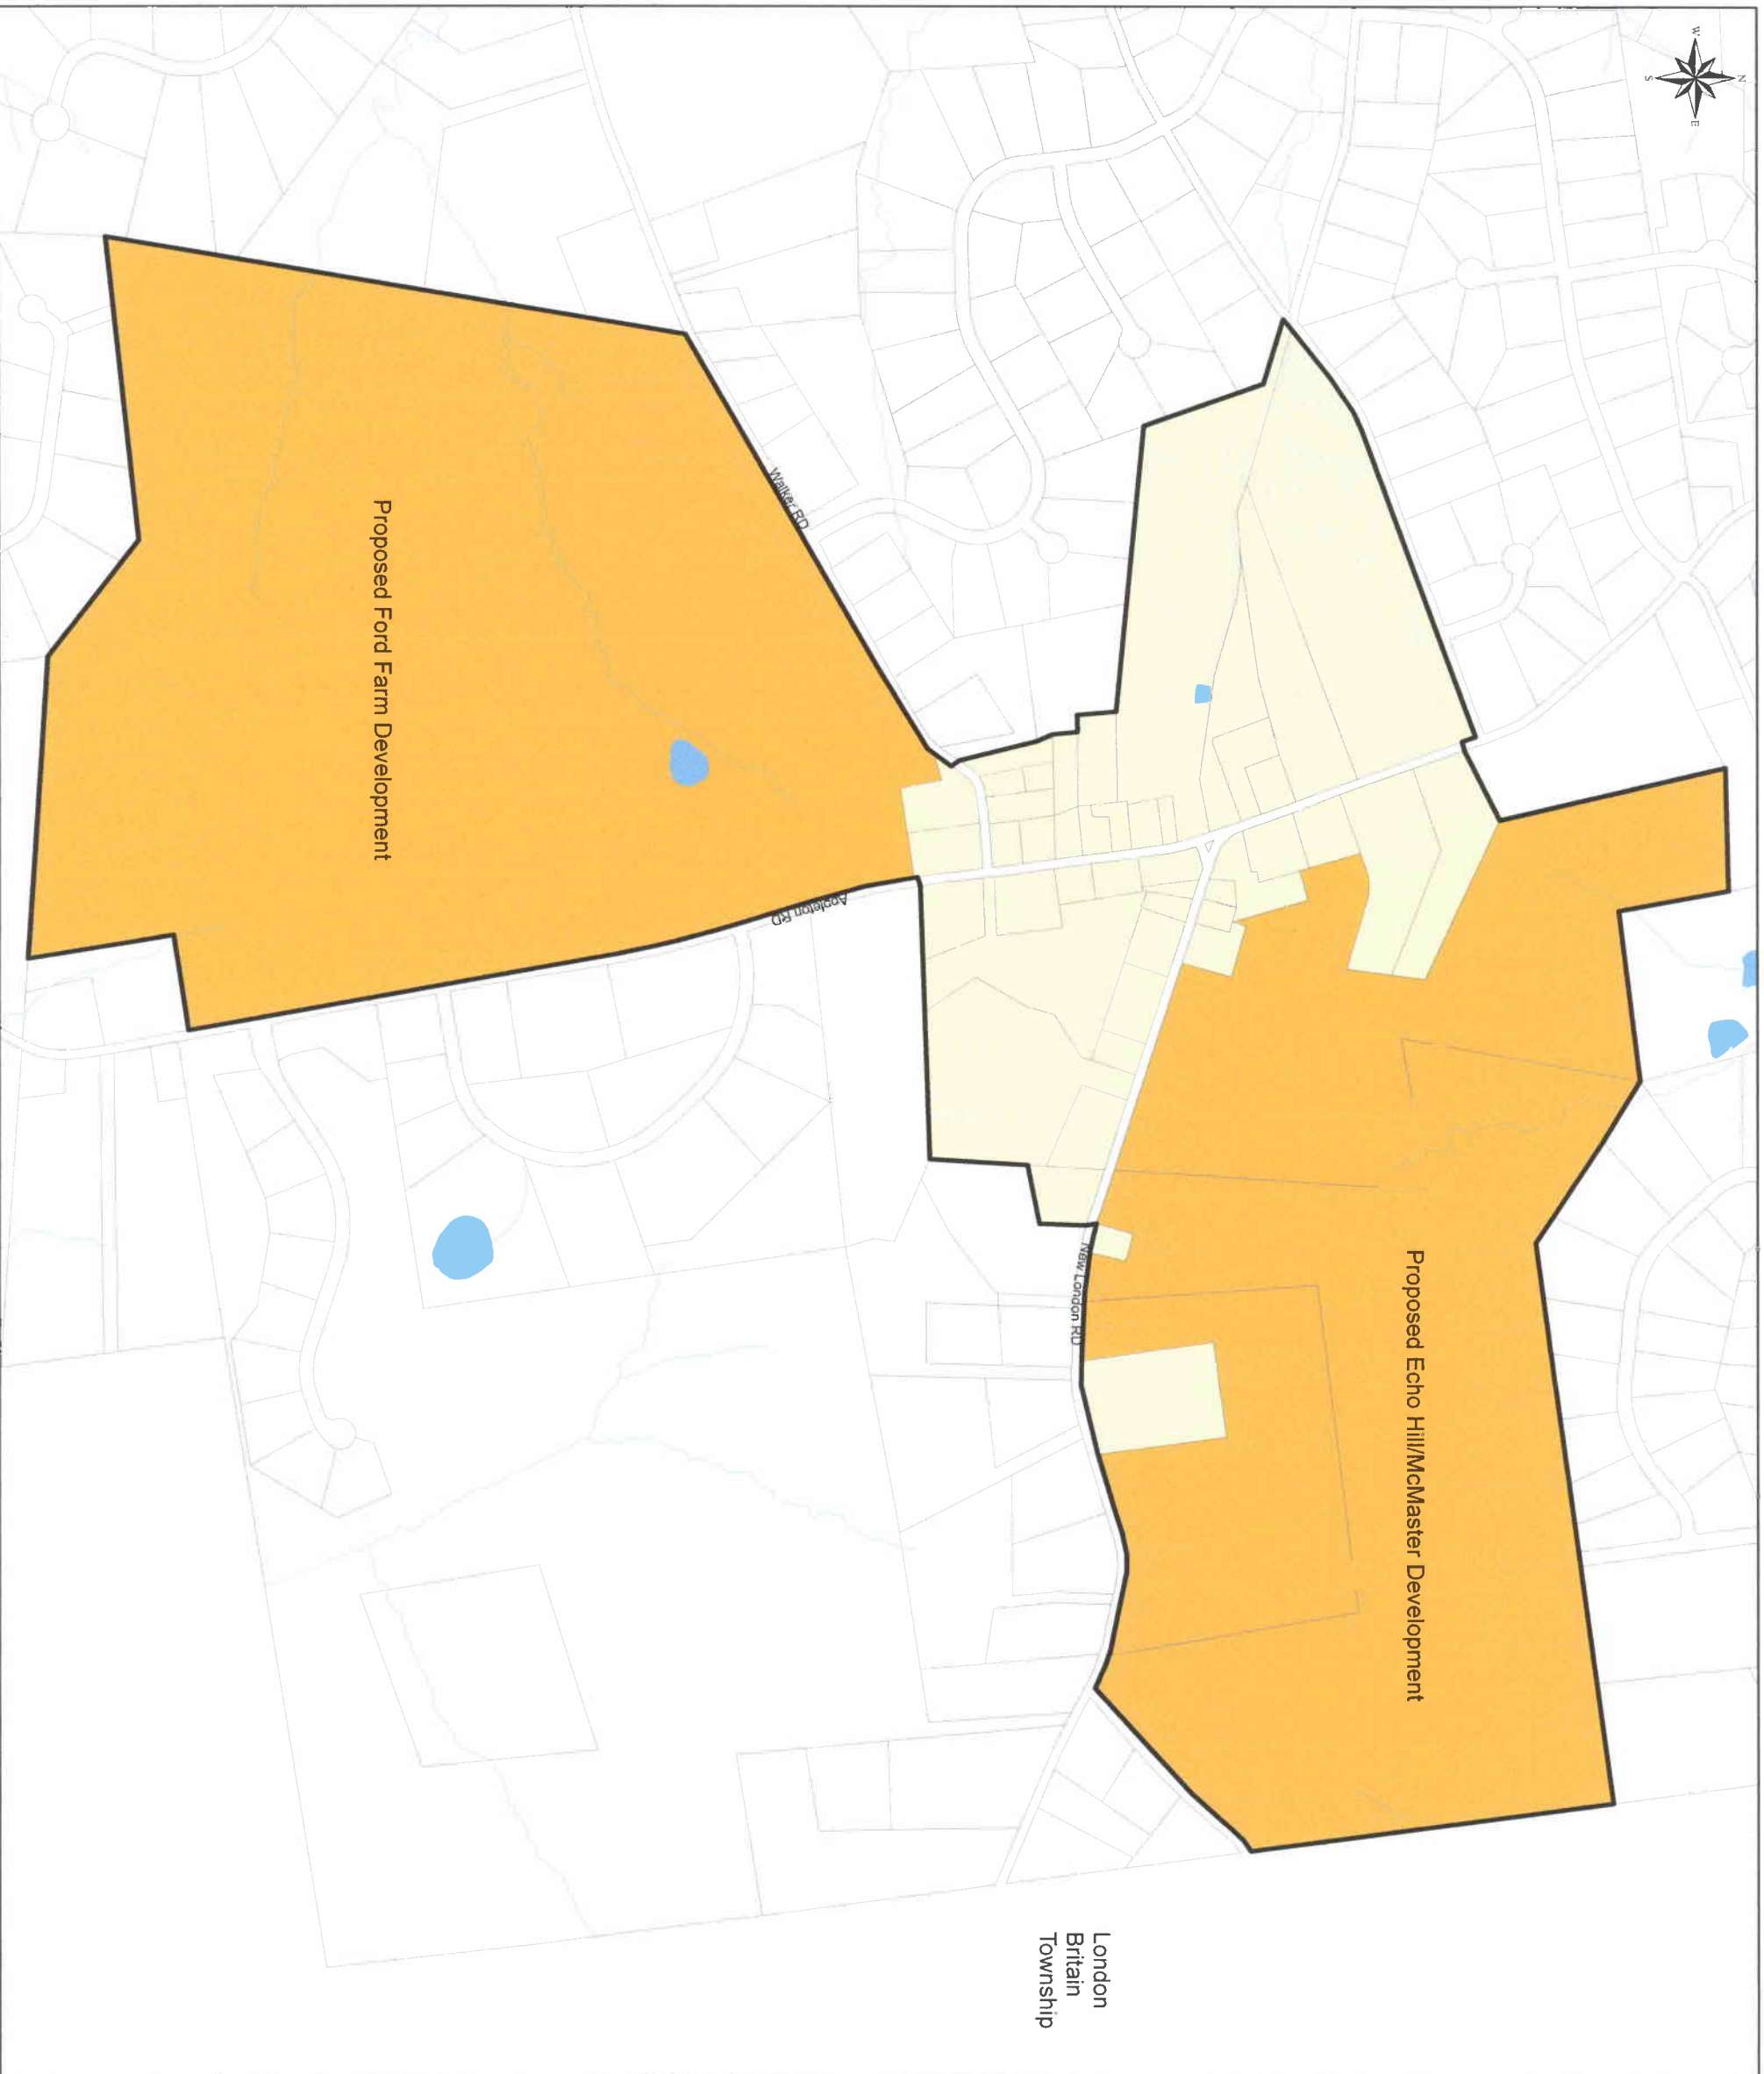 N
W
E
S
Proposed Echo Hill/McMaster Development
Walker RD
Appleton RD
New London RD
Proposed Ford Farm Development
London
Britain
Township